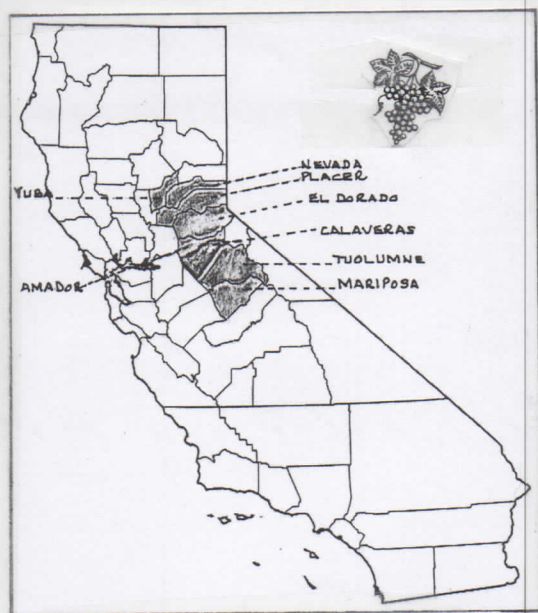 NEVADA
PLACER
YUBA
EL DORADO
CALAVERAS
TUOLUMNE
AMADOR
MARIPOSA